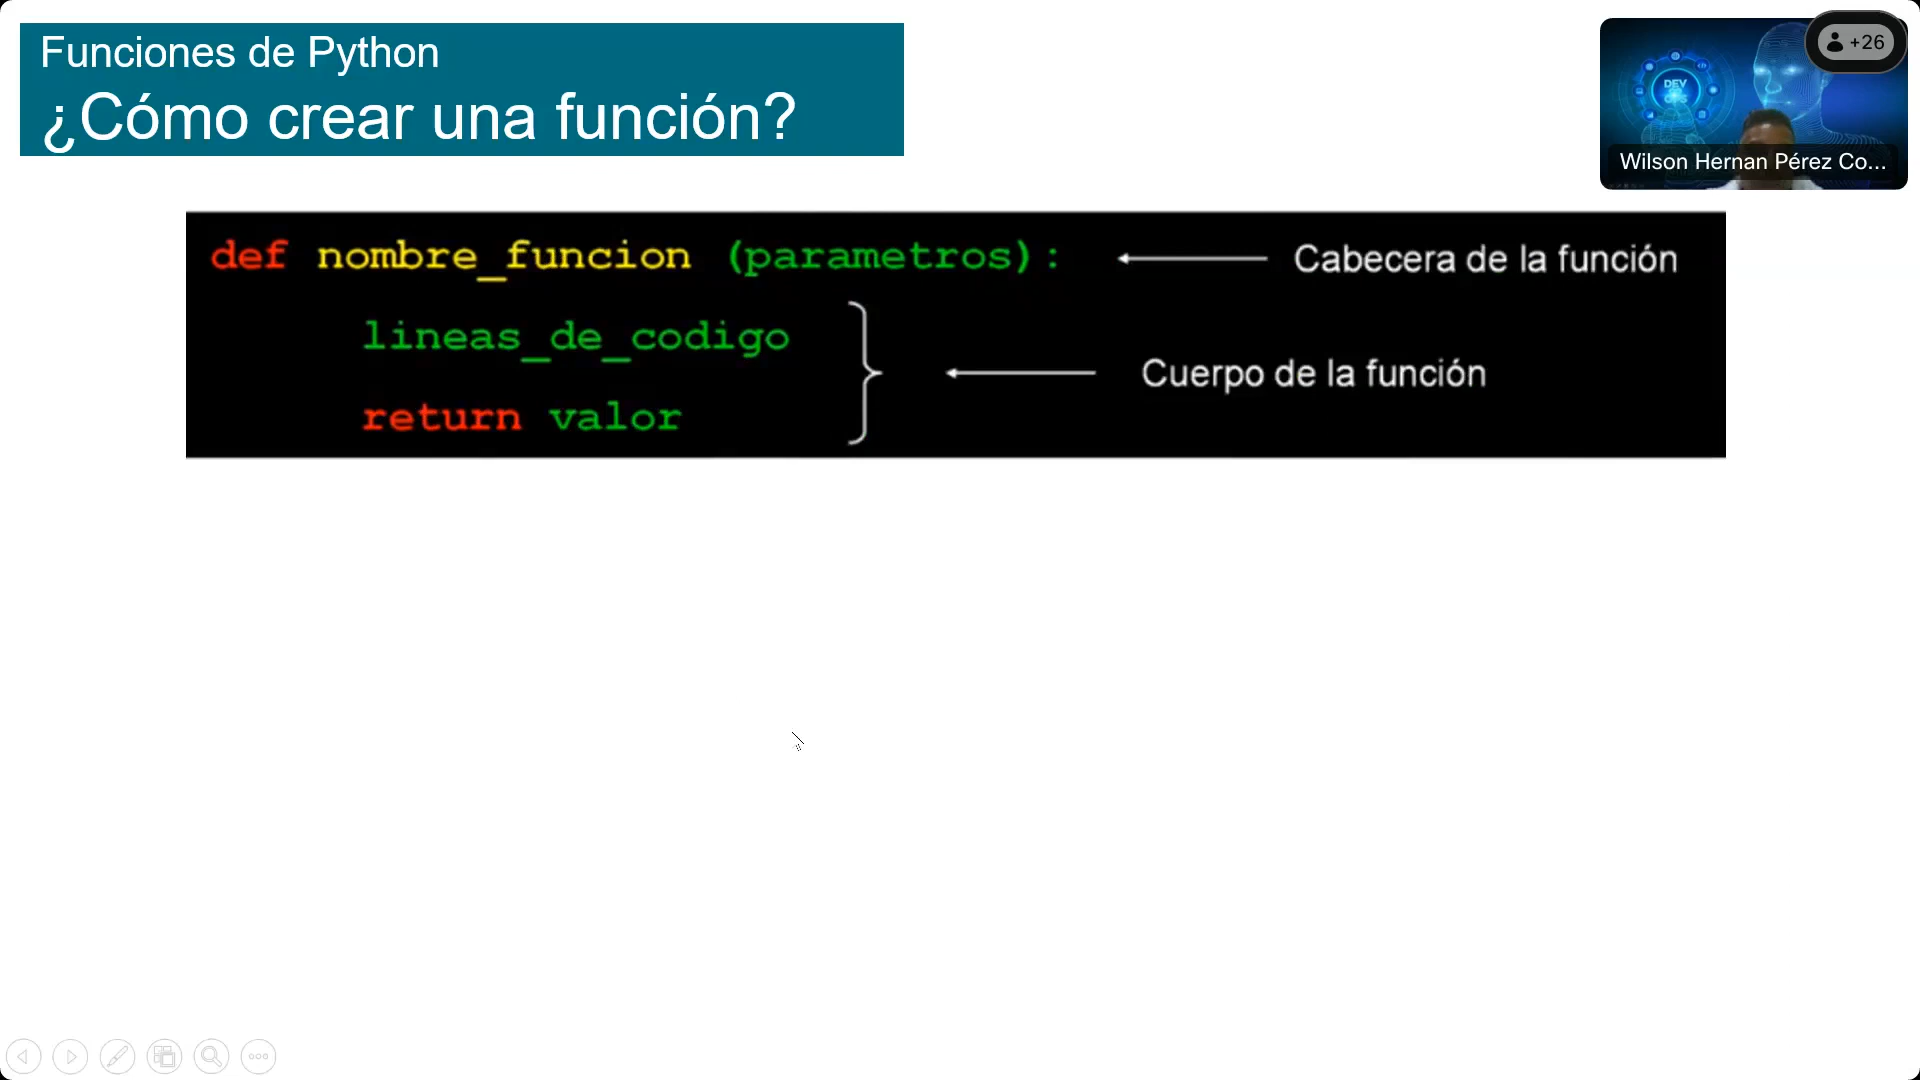 Funciones de Python
¿Cómo crear una función?
+26
DEV
Wilson Hernan Pérez Co...
def nombre_funcion (parametros):
Cabecera de la función
lineas_de_codigo
Cuerpo de la función
return valor